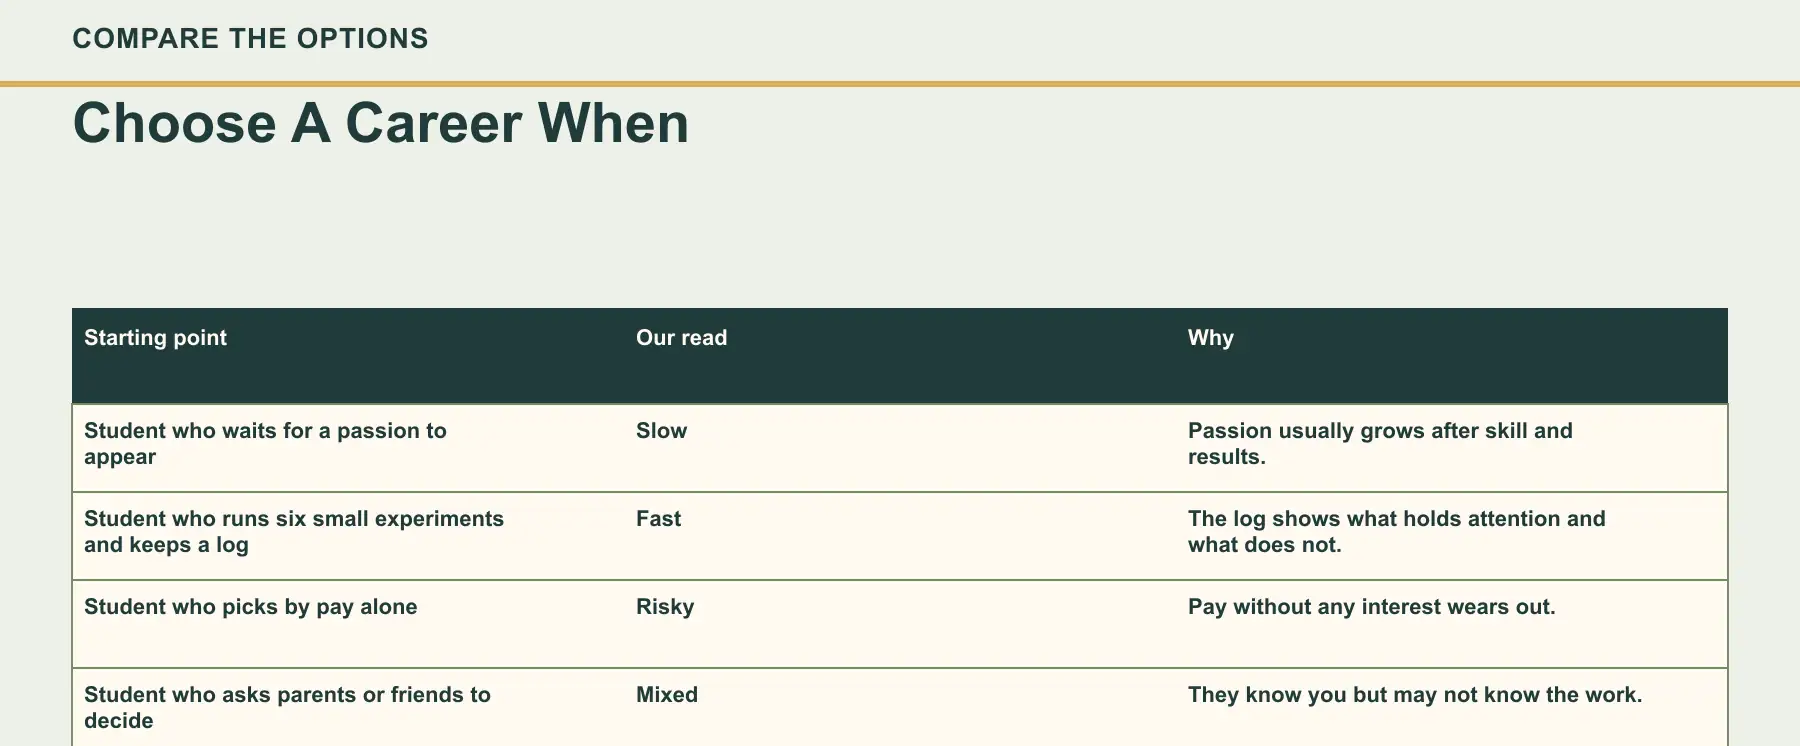 COMPARE THE OPTIONS
Choose A Career When
Starting point
Our read
Why
Student who waits for a passion to
appear
Slow
Passion usually grows after skill and
results.
Student who runs six small experiments
and keeps a log
Fast
The log shows what holds attention and
what does not.
Student who picks by pay alone
Risky
Pay without any interest wears out.
Student who asks parents or friends to
decide
Mixed
They know you but may not know the work.